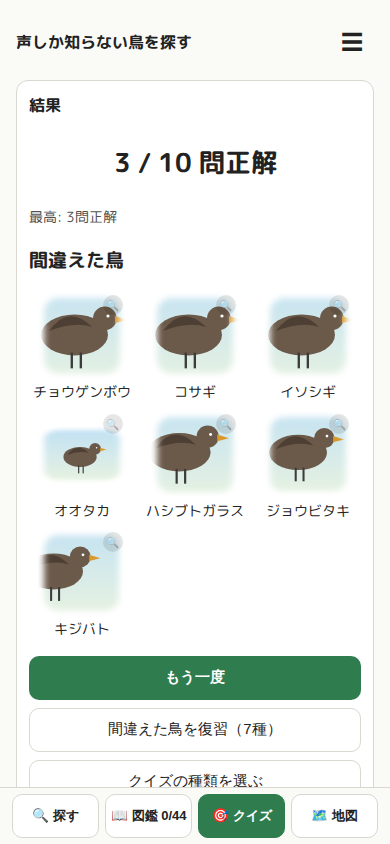 声しか知らない鳥を探す
結果
3 / 10 問正解
最高: 3問正解
間違えた鳥
チョウゲンボウ
コサギ
イソシギ
オオタカ
ハシブトガラス
ジョウビタキ
キジバト
もう一度
間違えた鳥を復習（7種）
クイズの種類を選ぶ
探す
図鑑 0/44
クイズ
地図